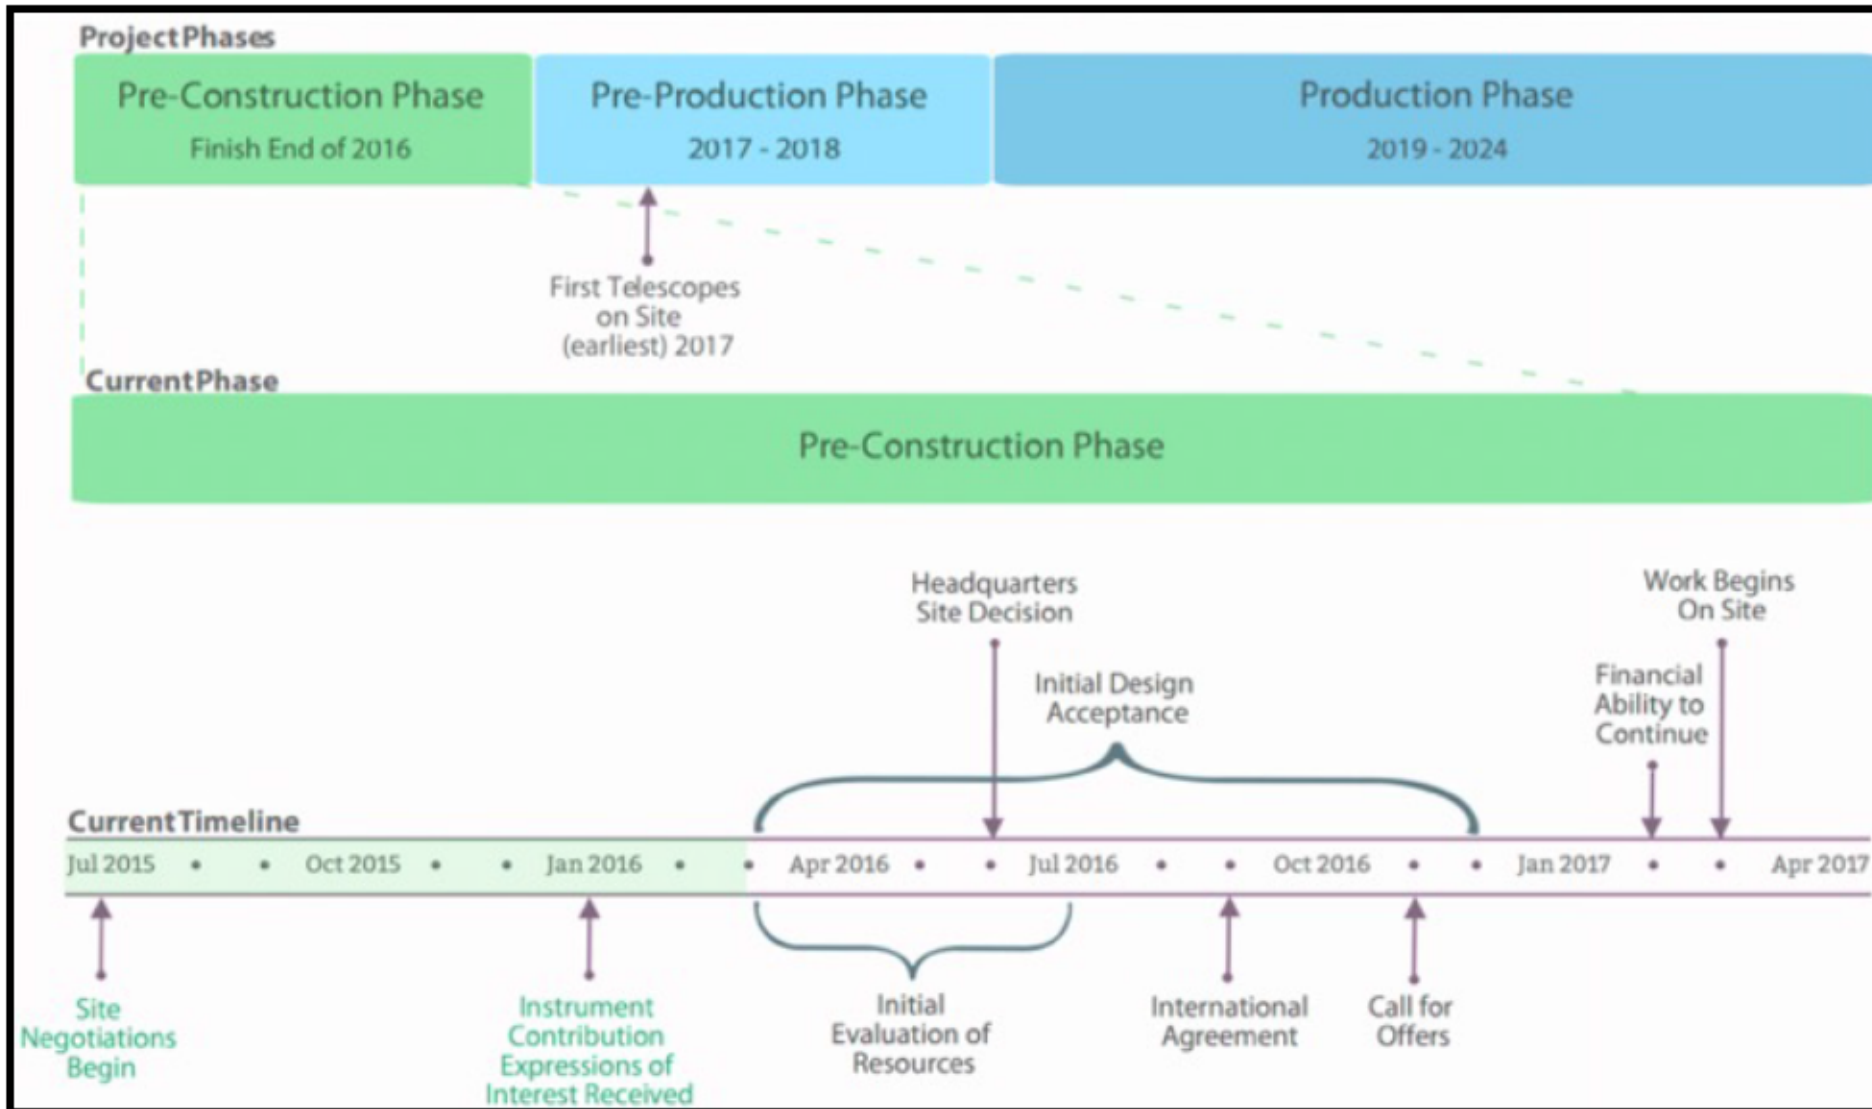 Project Phases
Pre-Construction Phase
Finish End of 2016
Pre-Production Phase
2017 - 2018
Production Phase
2019 - 2024
First Telescopes
on Site
(earliest) 2017
Current Phase
Pre-Construction Phase
Headquarters
Site Decision
Work Begins
On Site
Initial Design
Acceptance
Financial
Ability to
Continue
Current Timeline
Jul 2015 • • Oct 2015 • • Jan 2016 • • Apr 2016 • • Jul 2016 • • Oct 2016 • • Jan 2017 • • Apr 2017
Site
Negotiations
Begin
Instrument
Contribution
Expressions of
Interest Received
Initial
Evaluation of
Resources
International
Agreement
Call for
Offers